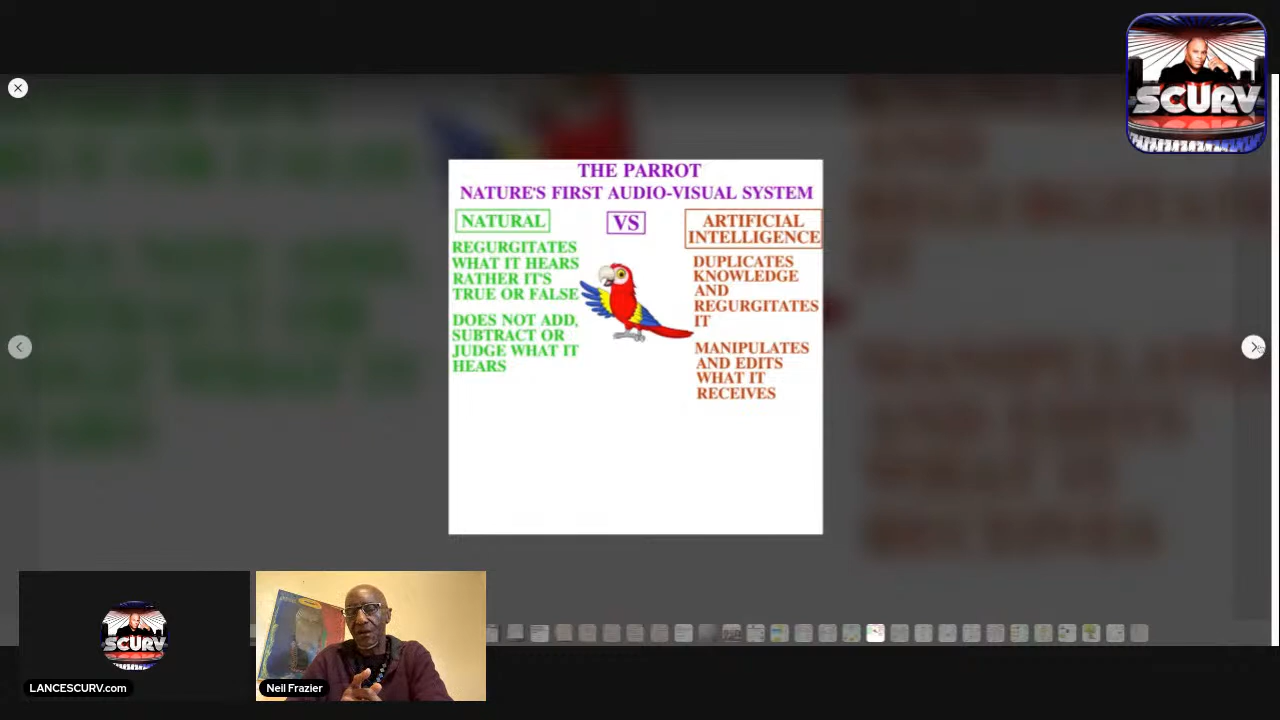 SCURV
THE PARROT
NATURE'S FIRST AUDIO-VISUAL SYSTEM
NATURAL
VS
ARTIFICIAL
INTELLIGENCE
REGURGITATES
WHAT IT HEARS
RATHER IT'S
TRUE OR FALSE
DOES NOT ADD,
SUBTRACT OR
JUDGE WHAT IT
HEARS
DUPLICATES
KNOWLEDGE
AND
REGURGITATES
IT
MANIPULATES
AND EDITS
WHAT IT
RECEIVES
SCURV
LANCESCURV.com
Neil Frazier